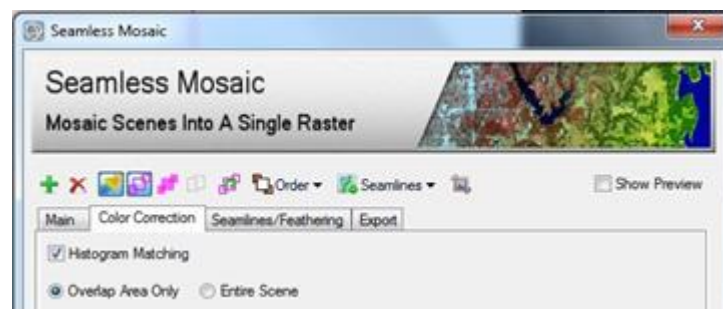 Seamless Mosaic
Seamless Mosaic
Mosaic Scenes Into A Single Raster
Order Seamlines Show Preview
Main Color Correction Seamlines/Feathering Export
Histogram Matching
Overlap Area Only Entire Scene